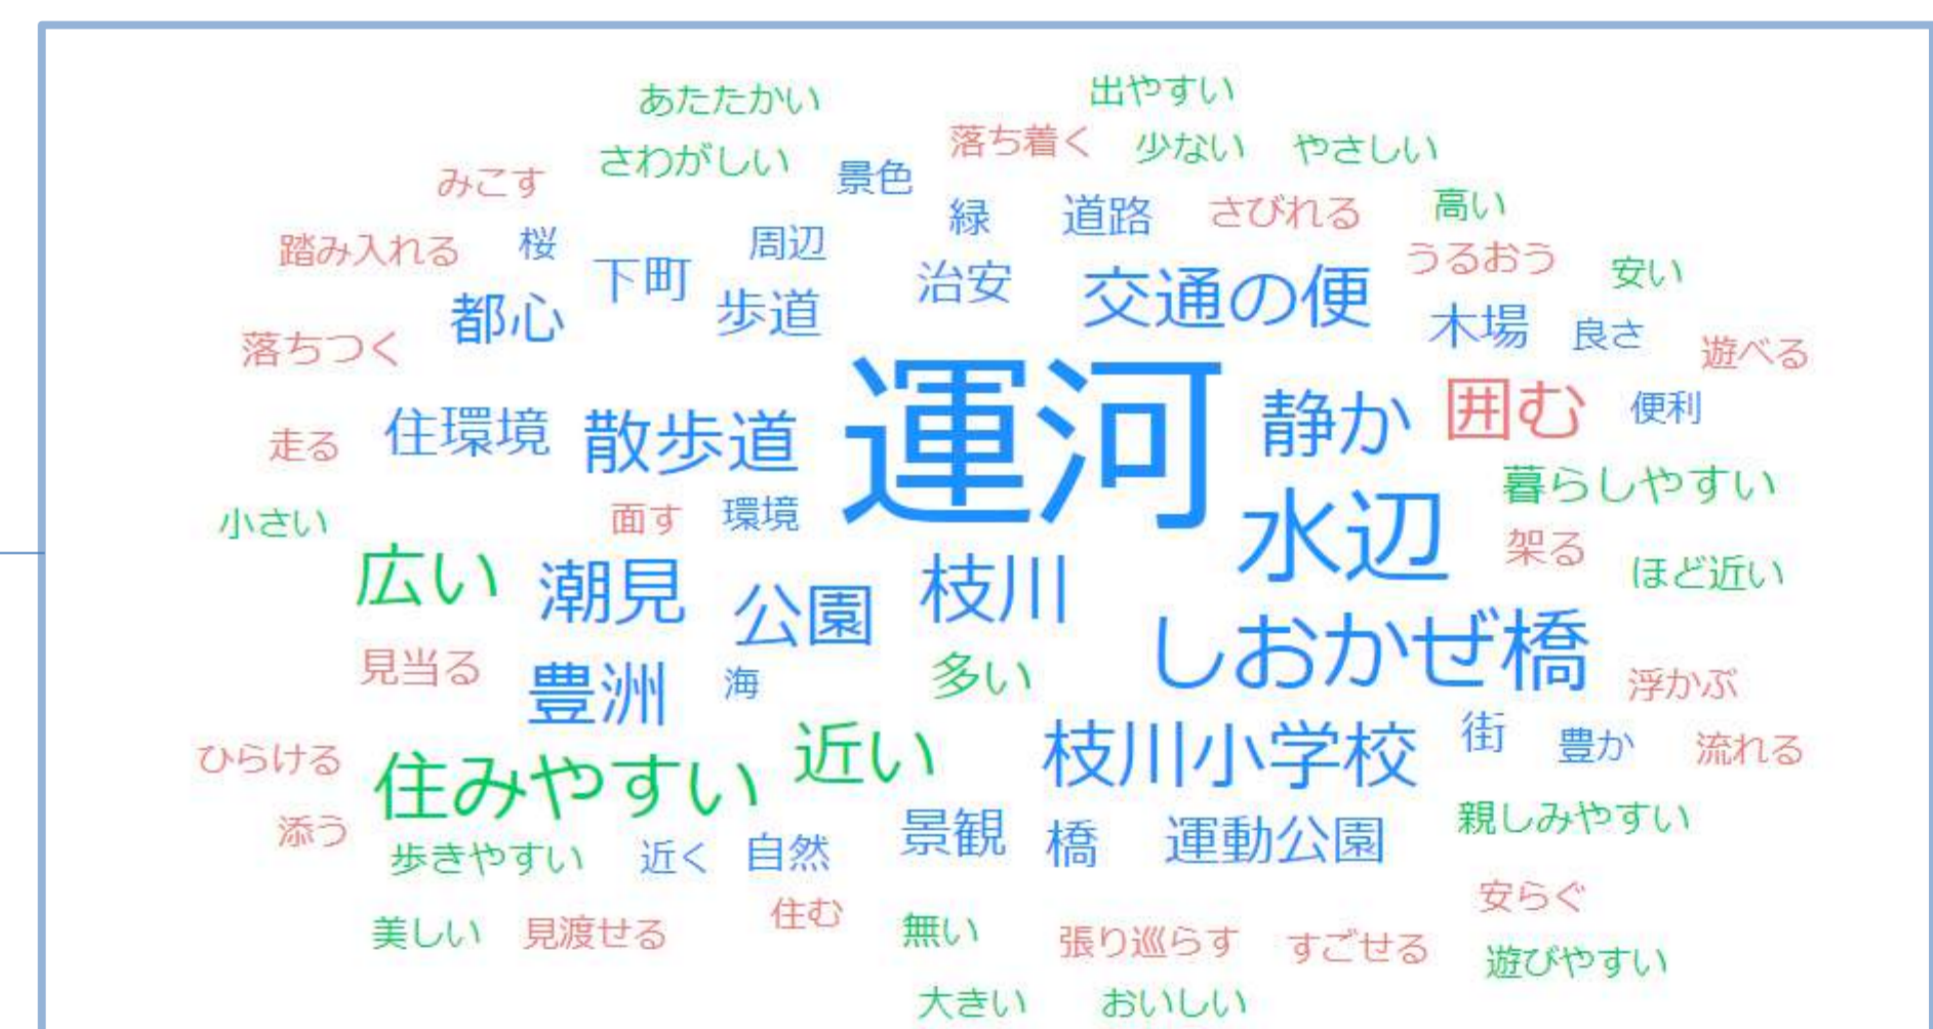 あたたかい 出やすい
さわがしい 落ち着く 少ない やさしい
みこす 景色
緑 道路 さびれる 高い
踏み入れる 桜 周辺 うるおう
下町 治安 交通の便 安い
都心 歩道 木場 良さ
落ちつく 遊べる
運河
走る 住環境 散歩道 静か 囲む 便利
暮らしやすい
小さい 面す 環境 水辺
架る
広い 潮見 公園 枝川 ほど近い
しおかぜ橋
見当る 豊洲 海 多い 浮かぶ
ひらける 住みやすい 近い 枝川小学校 街 豊か 流れる
添う 景観 橋 運動公園 親しみやすい
歩きやすい 近く 自然
安らぐ
美しい 見渡せる 住む 無い 張り巡らす すごせる
遊びやすい
大きい おいしい